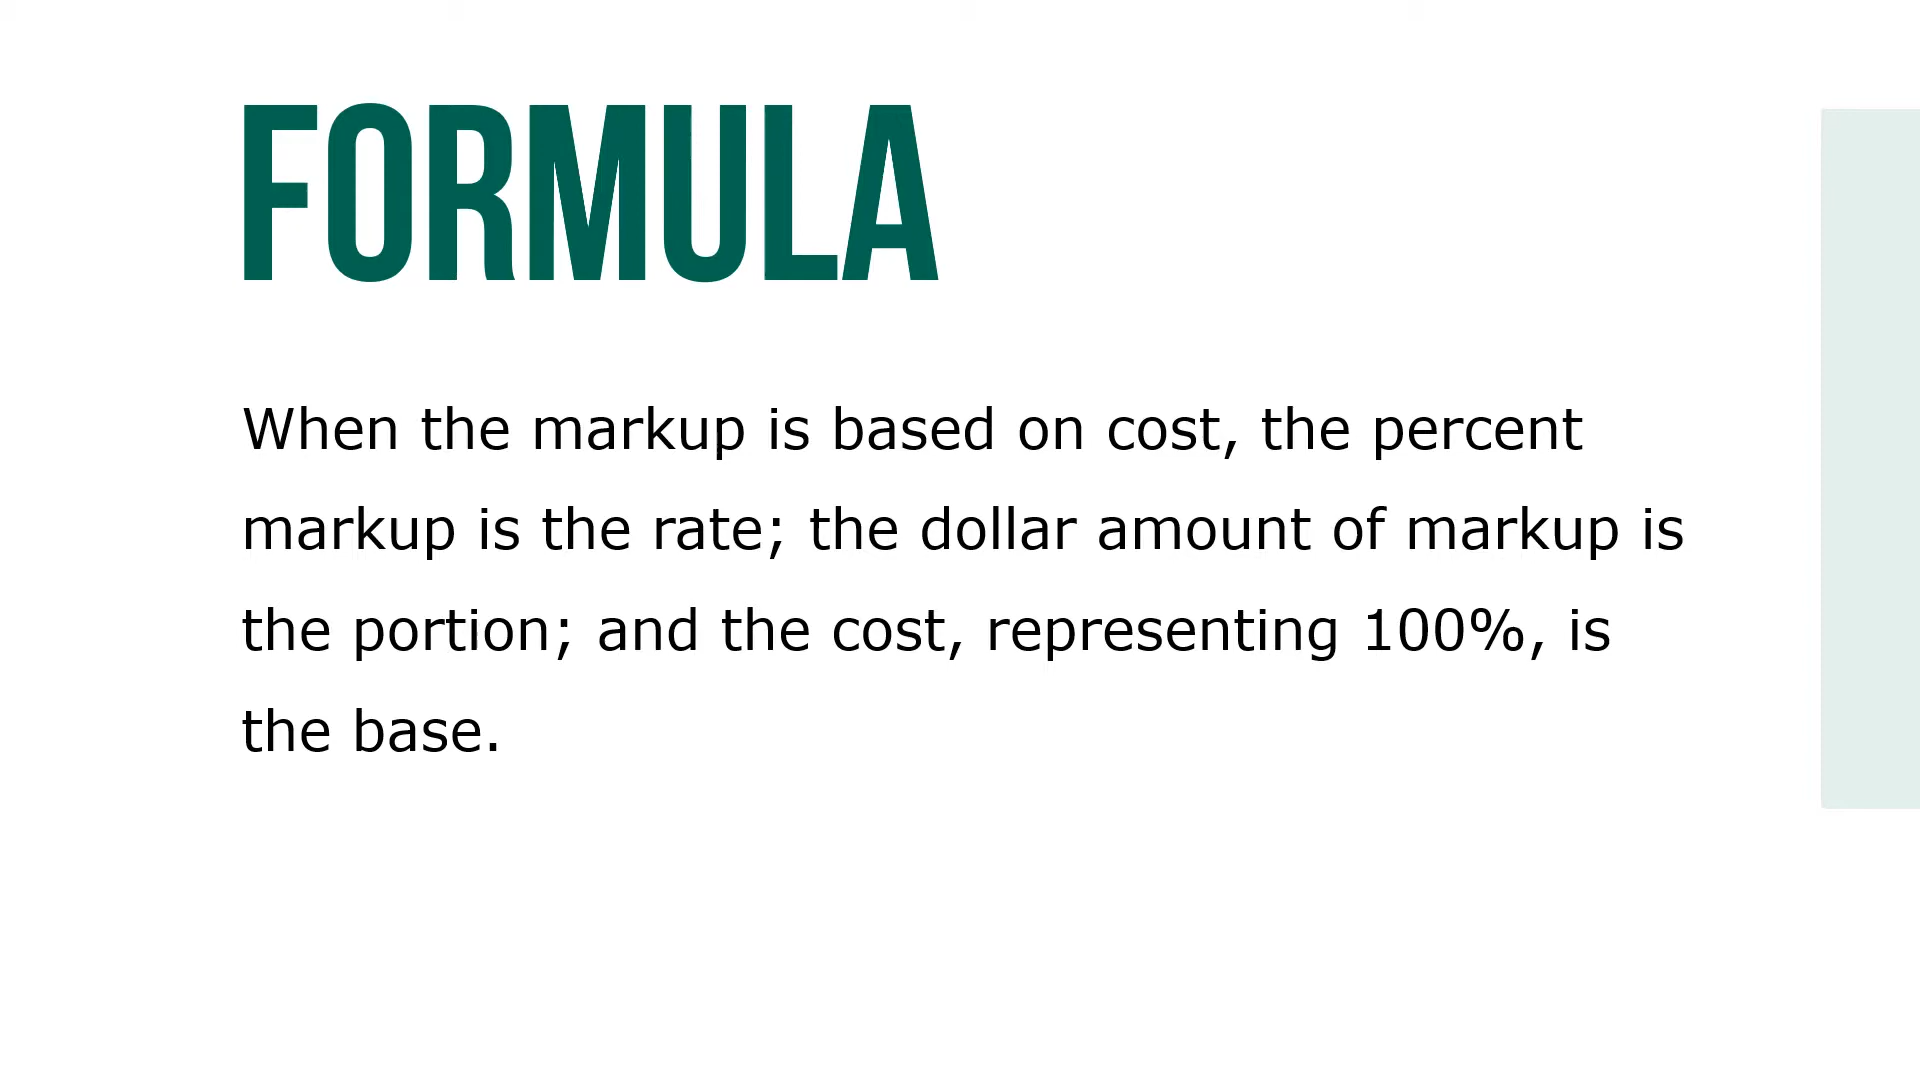 FORMULA
When the markup is based on cost, the percent
markup is the rate; the dollar amount of markup is
the portion; and the cost, representing 100%, is
the base.